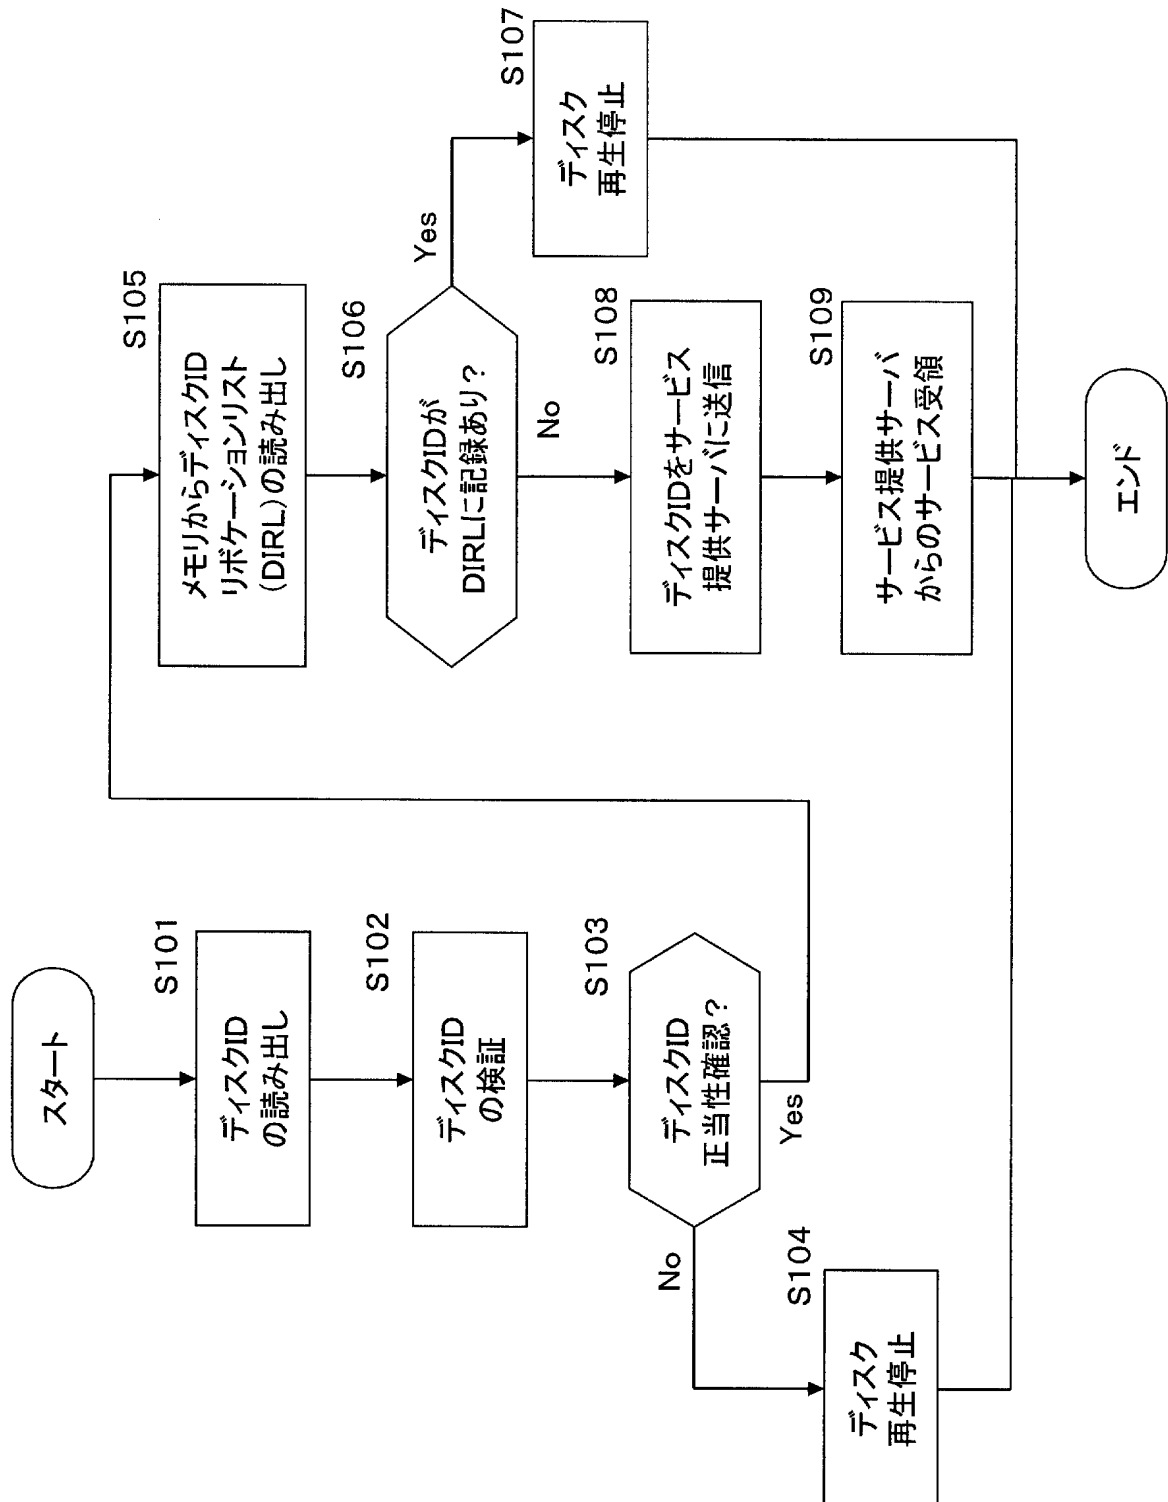 スタート
S101
ディスクID
の読み出し
S102
ディスクID
の検証
S103
ディスクID
正当性確認？
No
Yes
S104
ディスク
再生停止
S105
メモリからディスクID
リボケーションリスト
(DIRL)の読み出し
S106
ディスクIDが
DIRLに記録あり？
Yes
No
S107
ディスク
再生停止
S108
ディスクIDをサービス
提供サーバに送信
S109
サービス提供サーバ
からのサービス受領
エンド